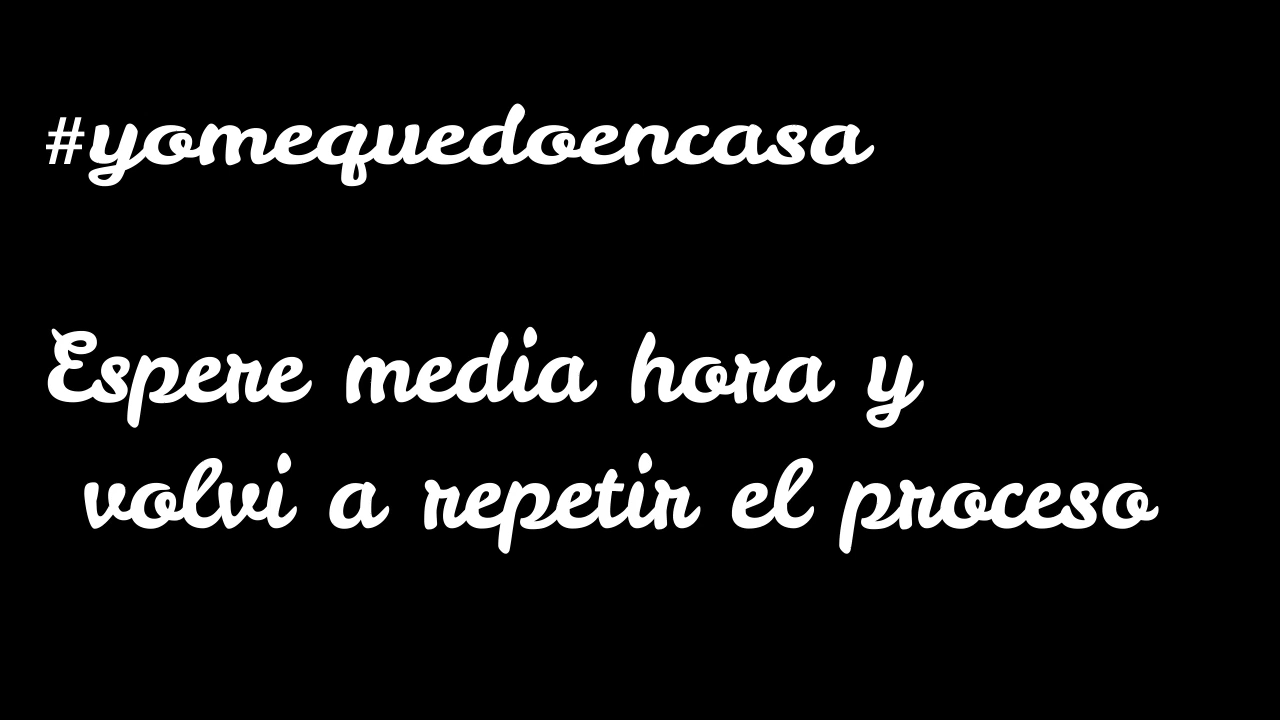 #yomequedoencasa
Espere media hora y
volvi a repetir el proceso